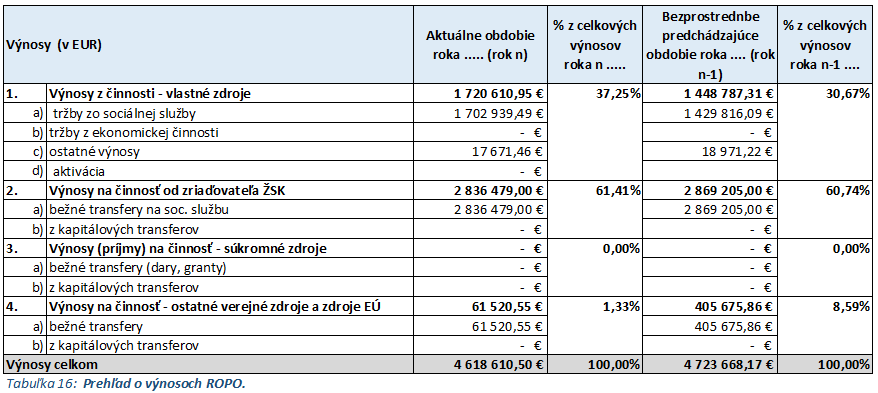 Výnosy (v EUR) | Aktuálne obdobie roka ..... (rok n) | % z celkových výnosov roka n ..... | Bezprostrednbe predchádzajúce obdobie roka .... (rok n-1) | % z celkových výnosov roka n-1 ....
1. Výnosy z činnosti - vlastné zdroje 1 720 610,95 € 37,25% 1 448 787,31 € 30,67%
a) tržby zo sociálnej služby 1 702 939,49 € 1 429 816,09 €
b) tržby z ekonomickej činnosti - € - €
c) ostatné výnosy 17 671,46 € 18 971,22 €
d) aktivácia - €
2. Výnosy na činnosť od zriaďovateľa ŽSK 2 836 479,00 € 61,41% 2 869 205,00 € 60,74%
a) bežné transfery na soc. službu 2 836 479,00 € 2 869 205,00 €
b) z kapitálových transferov - € - €
3. Výnosy (príjmy) na činnosť - súkromné zdroje - € 0,00% - € 0,00%
a) bežné transfery (dary, granty) - € - €
b) z kapitálových transferov - € - €
4. Výnosy na činnosť - ostatné verejné zdroje a zdroje EÚ 61 520,55 € 1,33% 405 675,86 € 8,59%
a) bežné transfery 61 520,55 € 405 675,86 €
b) z kapitálových transferov - € - €
Výnosy celkom 4 618 610,50 € 100,00% 4 723 668,17 € 100,00%
Tabuľka 16: Prehľad o výnosoch ROPO.